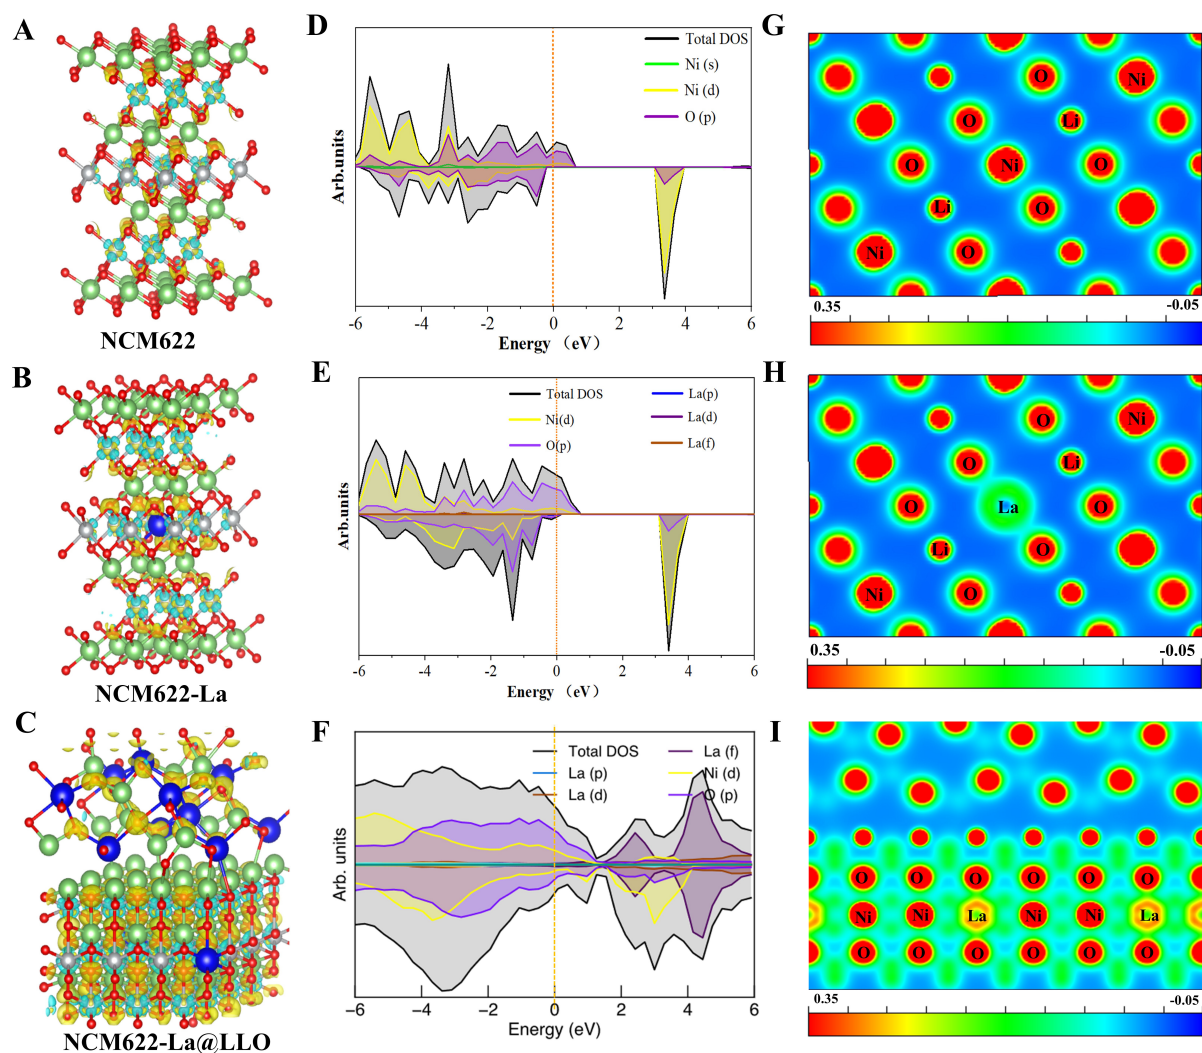 A
NCM622
D
Total DOS
Ni (s)
Ni (d)
O (p)
Arb.units
-6 -4 -2 0 2 4 6
Energy （eV）
G
O Ni
O Li
O Ni O
Li O
Ni O
0.35 -0.05
B
NCM622-La
E
Total DOS La(p)
Ni(d) La(d)
O(p) La(f)
Arb.units
-6 -4 -2 0 2 4 6
Energy （eV）
H
O Ni
O Li
O La O
Li O
Ni O
0.35 -0.05
C
NCM622-La@LLO
F
Total DOS La (f)
La (p) Ni (d)
La (d) O (p)
Arb. units
-6 -4 -2 0 2 4 6
Energy (eV)
I
O O O O O O
Ni Ni La Ni Ni La
O O O O O O
0.35 -0.05